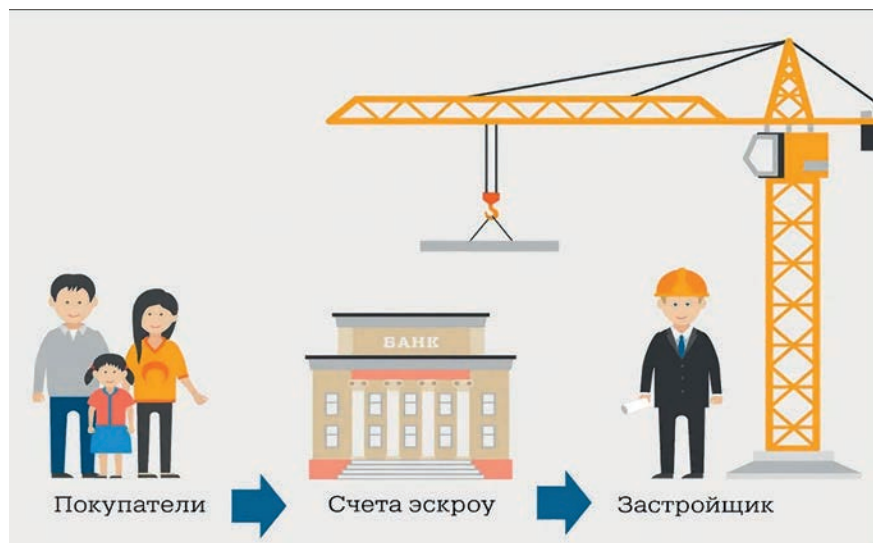 БАНК
Покупатели
Счета эскроу
Застройщик